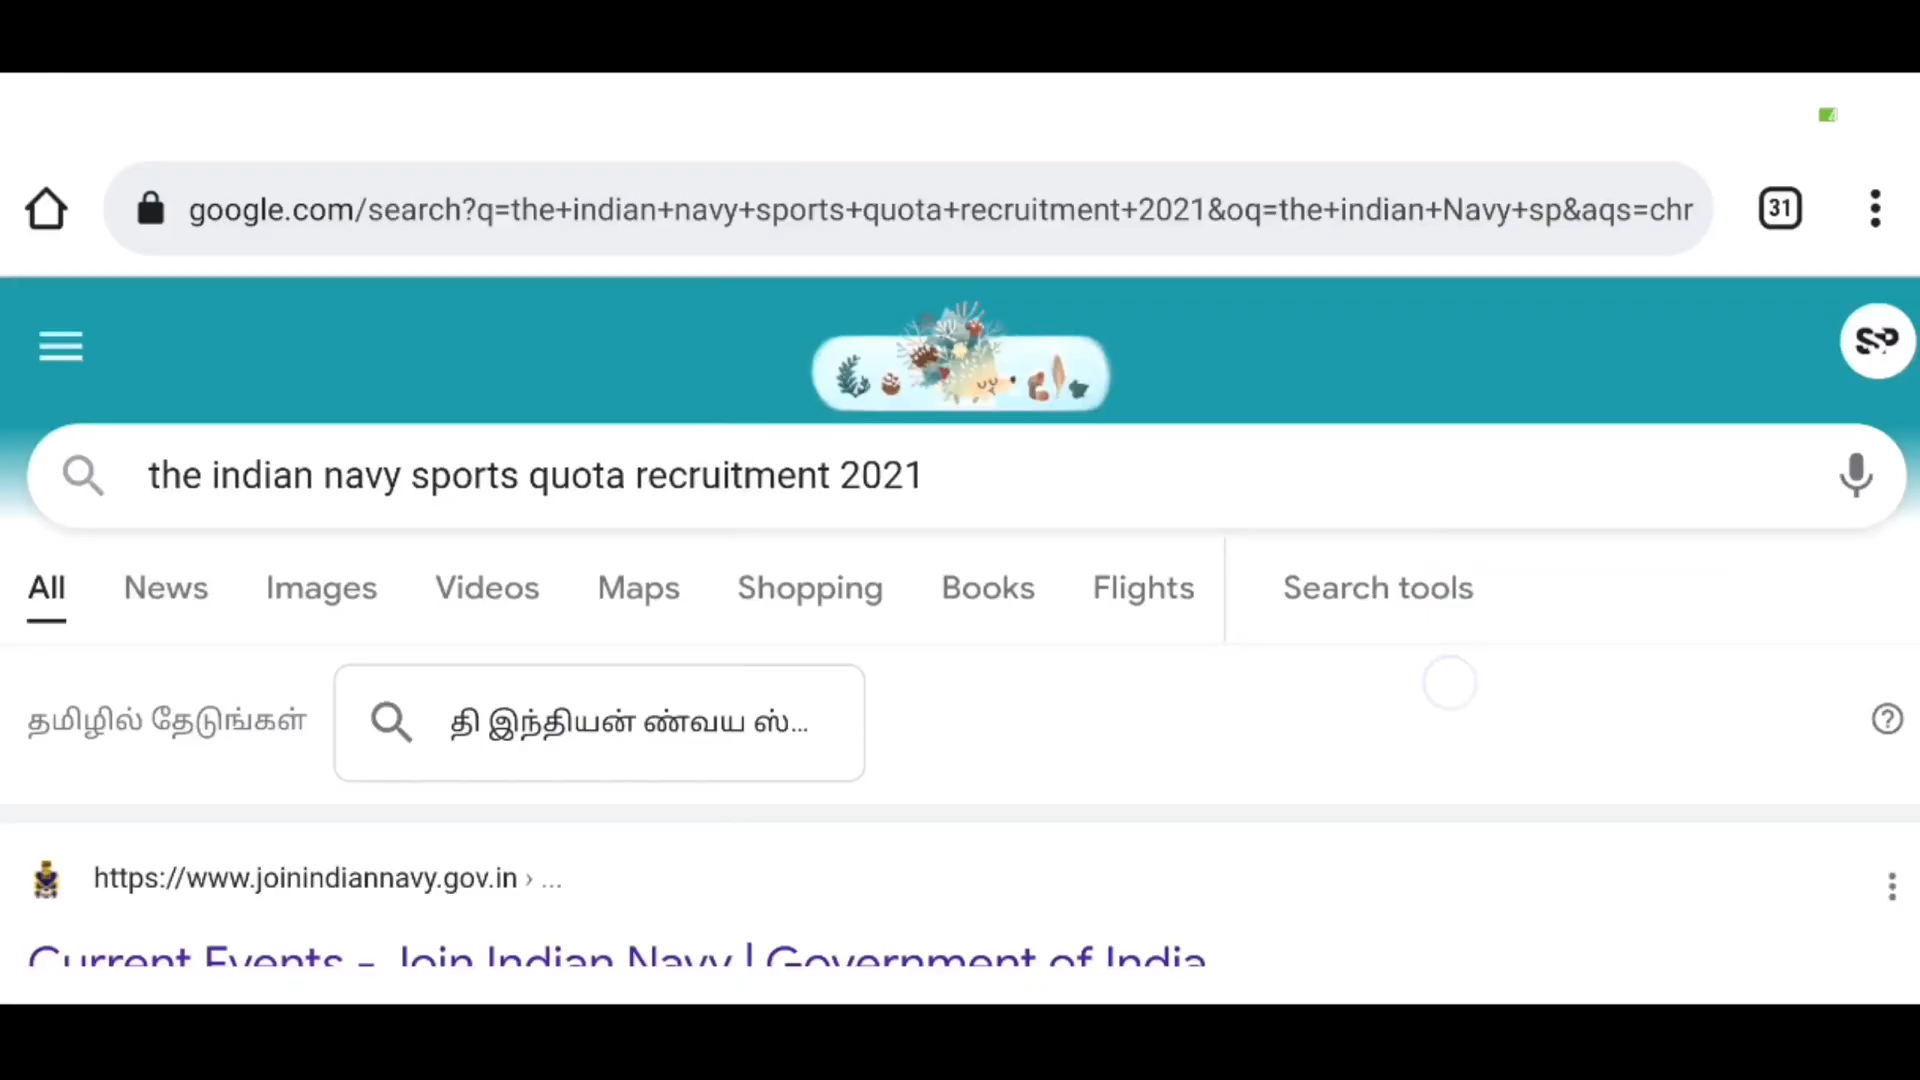 google.com/search?q=the+indian+navy+sports+quota+recruitment+2021&oq=the+indian+Navy+sp&aqs=chr
31
SP
the indian navy sports quota recruitment 2021
All News Images Videos Maps Shopping Books Flights Search tools
தமிழில் தேடுங்கள் தி இந்தியன் ண்வய ஸ்...
https://www.joinindiannavy.gov.in › ...
Current Events - Join Indian Navy | Government of India